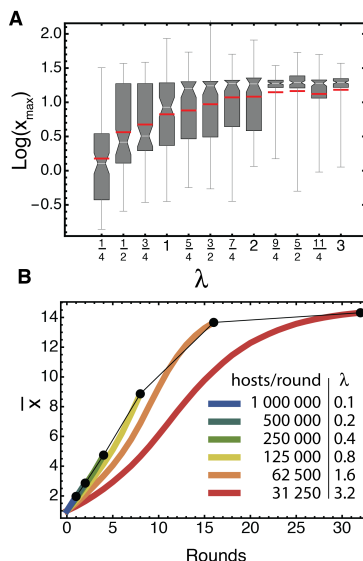 A
Log(x_max)
2.0
1.5
1.0
0.5
0.0
-0.5
1/4 1/2 3/4 1 5/4 3/2 7/4 2 9/4 5/2 11/4 3
λ
B
x̄
14
12
10
8
6
4
2
hosts/round λ
1 000 000 0.1
500 000 0.2
250 000 0.4
125 000 0.8
62 500 1.6
31 250 3.2
0 5 10 15 20 25 30
Rounds